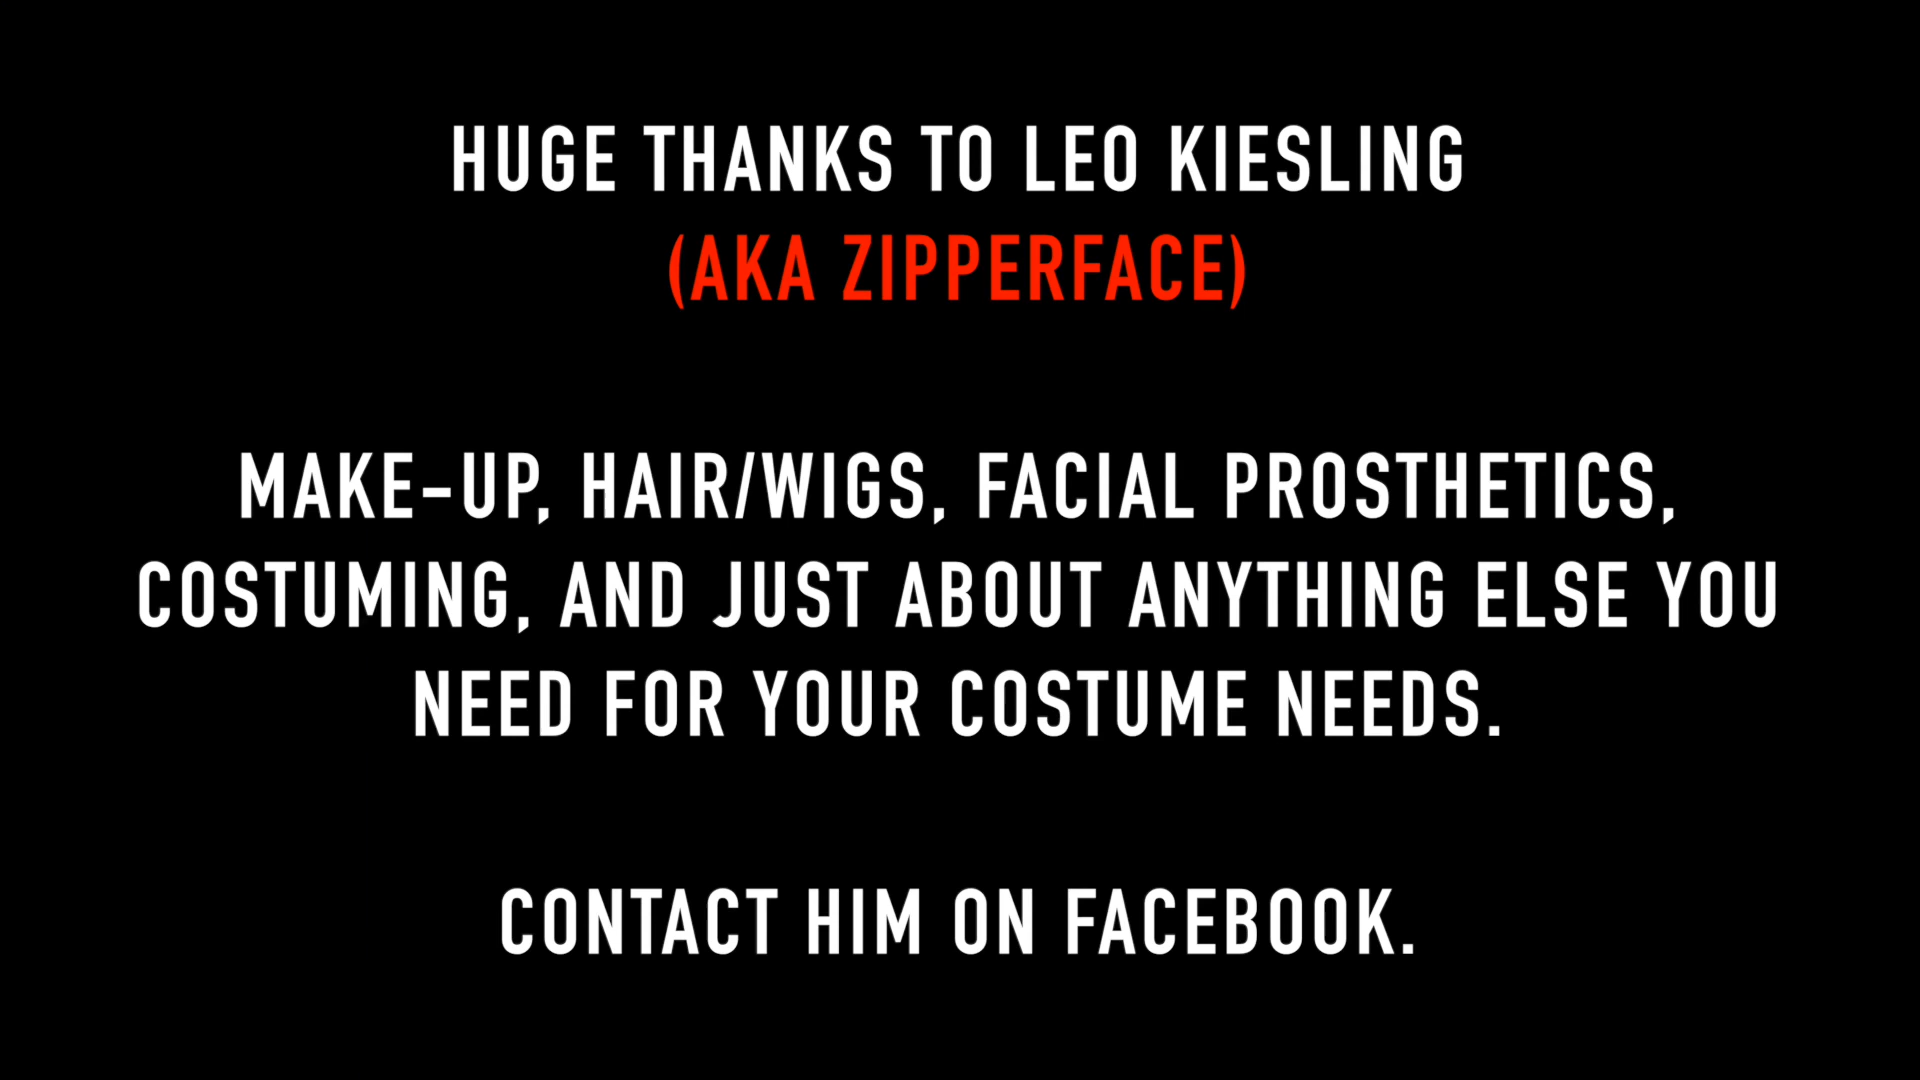 HUGE THANKS TO LEO KIESLING
(AKA ZIPPERFACE)
MAKE-UP, HAIR/WIGS, FACIAL PROSTHETICS,
COSTUMING, AND JUST ABOUT ANYTHING ELSE YOU
NEED FOR YOUR COSTUME NEEDS.
CONTACT HIM ON FACEBOOK.